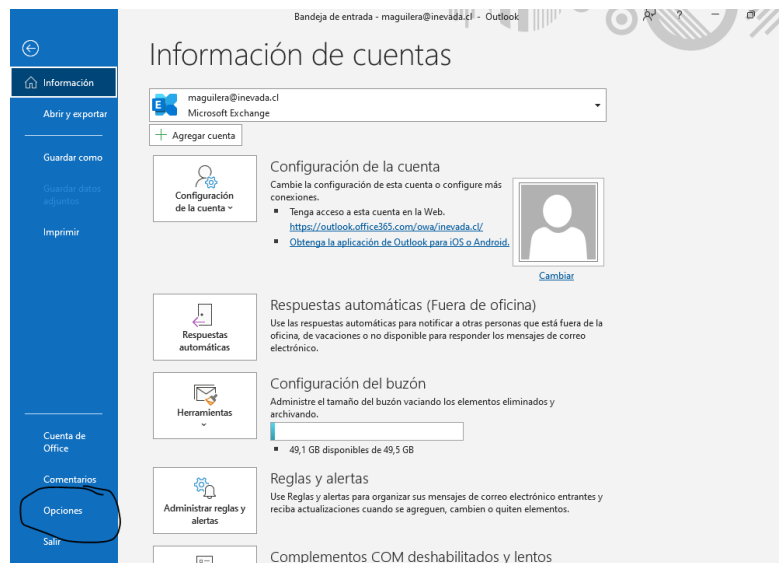 Bandeja de entrada - maguilera@inevada.cl - Outlook
?
Información de cuentas
Información
Abrir y exportar
Guardar como
Guardar datos
adjuntos
Imprimir
Cuenta de
Office
Comentarios
Opciones
Salir
E
maguilera@inevada.cl
Microsoft Exchange
Agregar cuenta
Configuración
de la cuenta
Configuración de la cuenta
Cambie la configuración de esta cuenta o configure más
conexiones.
Tenga acceso a esta cuenta en la Web.
https://outlook.office365.com/owa/inevada.cl/
Obtenga la aplicación de Outlook para iOS o Android.
Cambiar
Respuestas
automáticas
Respuestas automáticas (Fuera de oficina)
Use las respuestas automáticas para notificar a otras personas que está fuera de la
oficina, de vacaciones o no disponible para responder los mensajes de correo
electrónico.
Herramientas
Configuración del buzón
Administre el tamaño del buzón vaciando los elementos eliminados y
archivando.
49,1 GB disponibles de 49,5 GB
Administrar reglas y
alertas
Reglas y alertas
Use Reglas y alertas para organizar sus mensajes de correo electrónico entrantes y
reciba actualizaciones cuando se agreguen, cambien o quiten elementos.
Complementos COM deshabilitados y lentos